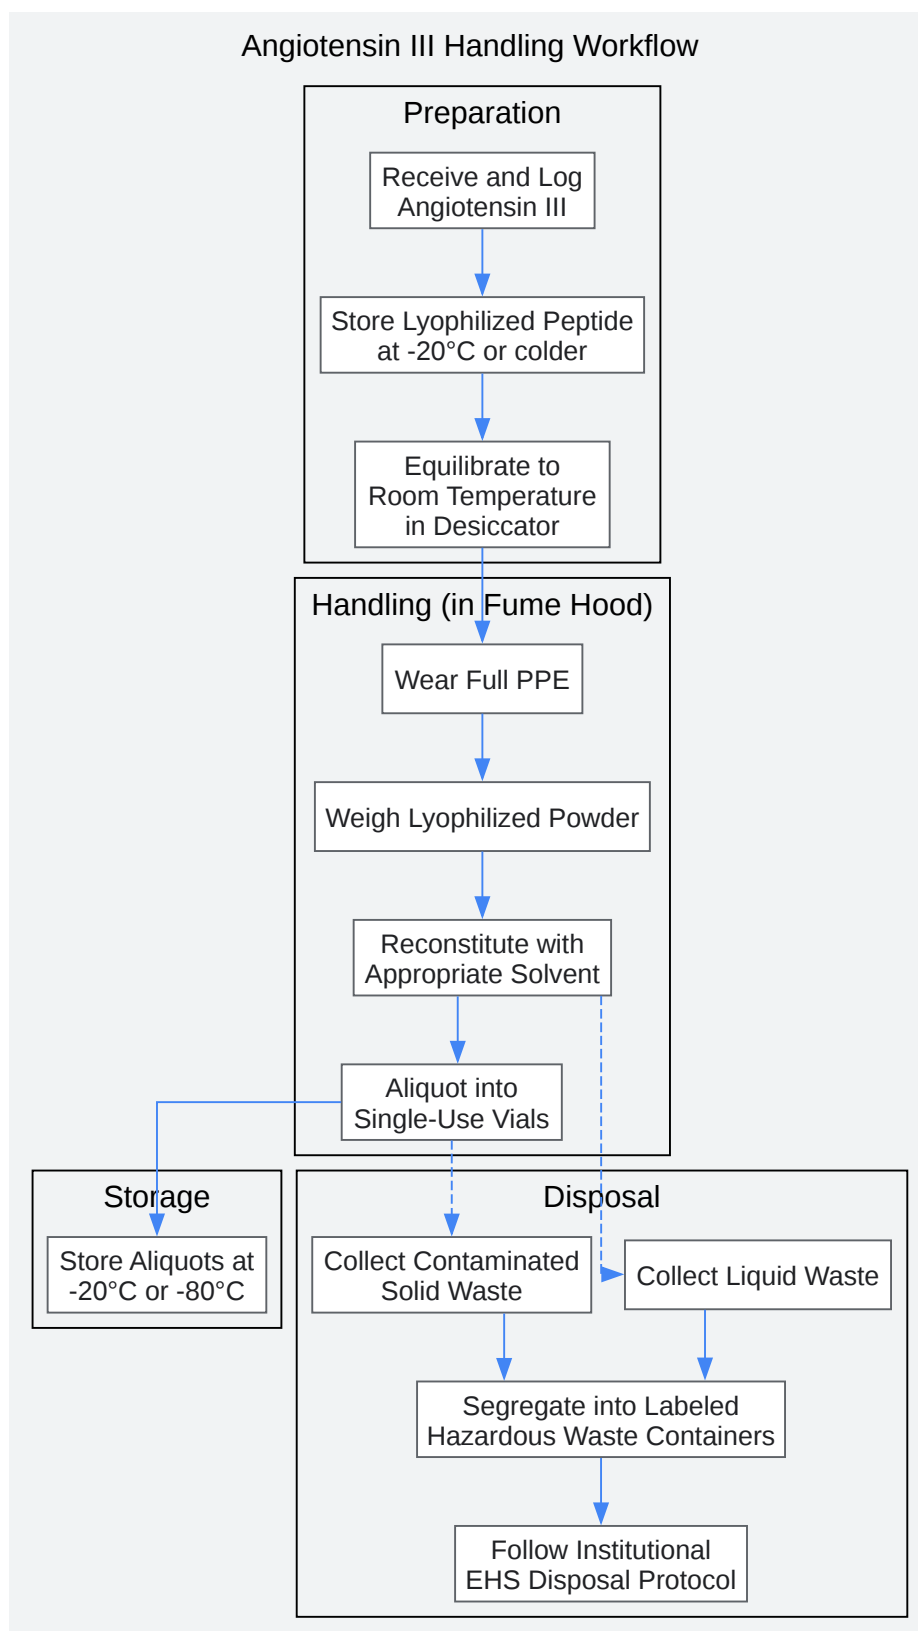 Angiotensin III Handling Workflow
Preparation
Receive and Log
Angiotensin III
Store Lyophilized Peptide
at -20°C or colder
Equilibrate to
Room Temperature
in Desiccator
Handling (in Fume Hood)
Wear Full PPE
Weigh Lyophilized Powder
Reconstitute with
Appropriate Solvent
Aliquot into
Single-Use Vials
Storage
Store Aliquots at
-20°C or -80°C
Disposal
Collect Contaminated
Solid Waste
Collect Liquid Waste
Segregate into Labeled
Hazardous Waste Containers
Follow Institutional
EHS Disposal Protocol